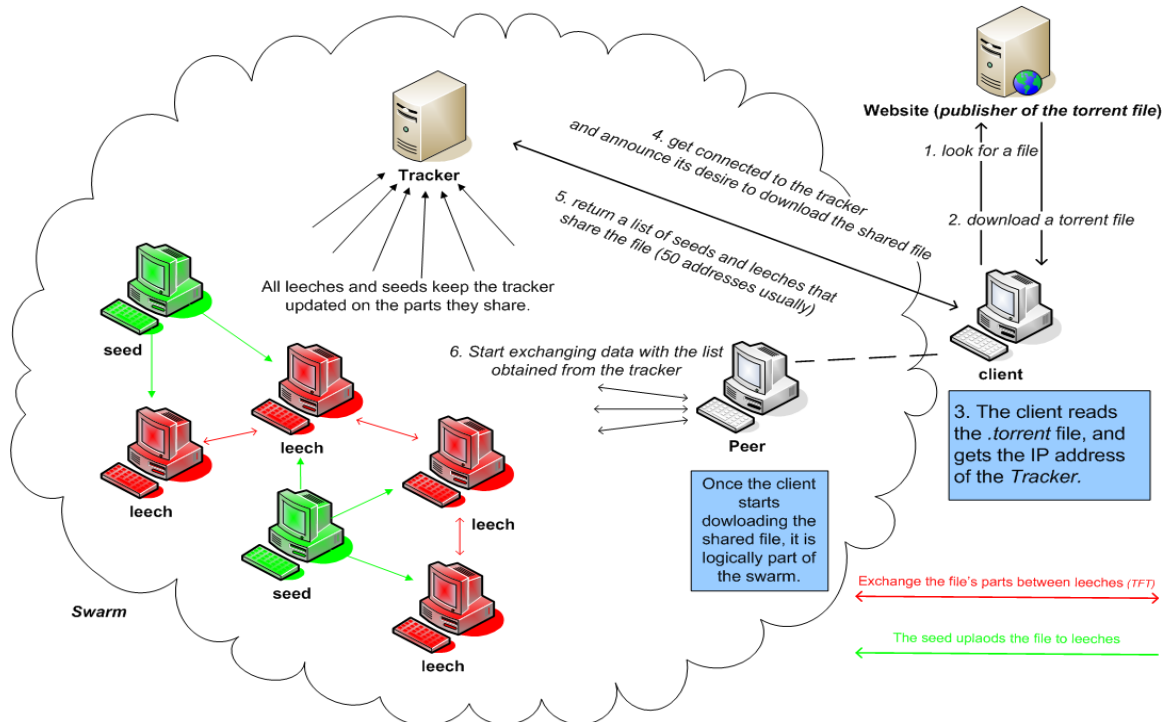 Website (publisher of the torrent file)
1. look for a file
2. download a torrent file
client
3. The client reads
the .torrent file, and
gets the IP address
of the Tracker.
Tracker
4. get connected to the tracker
and announce its desire to download the shared file
5. return a list of seeds and leeches that
share the file (50 addresses usually)
All leeches and seeds keep the tracker
updated on the parts they share.
6. Start exchanging data with the list
obtained from the tracker
Peer
Once the client
starts
dowloading the
shared file, it is
logically part of
the swarm.
seed
leech
leech
leech
seed
leech
Swarm
Exchange the file's parts between leeches (TFT)
The seed uplaods the file to leeches